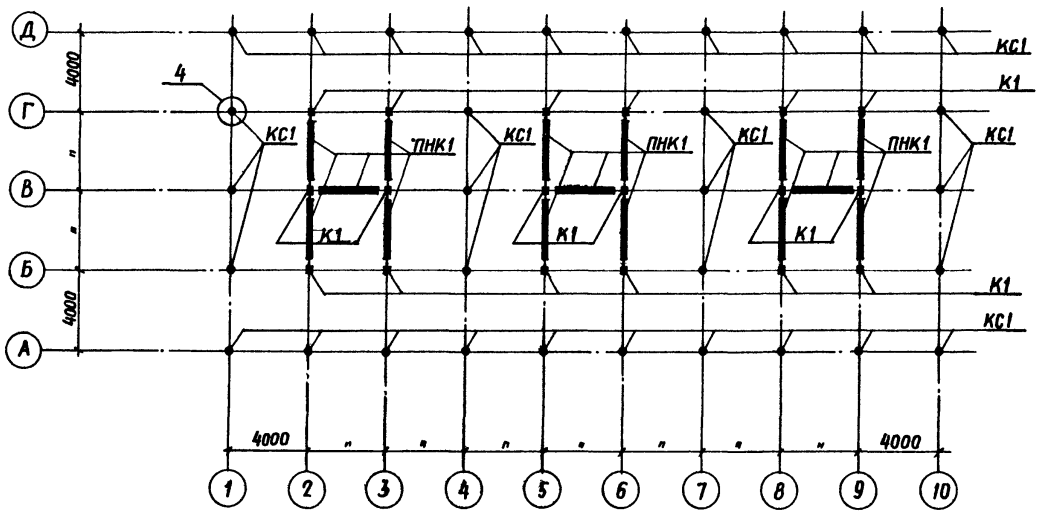 Д
КС1
4000
К1
4
Г
КС1 ПНК1 КС1 ПНК1 КС1 ПНК1 КС1
"
В
"
К1 К1 К1
Б
К1
4000
КС1
А
4000 " " " " " " " 4000
1 2 3 4 5 6 7 8 9 10